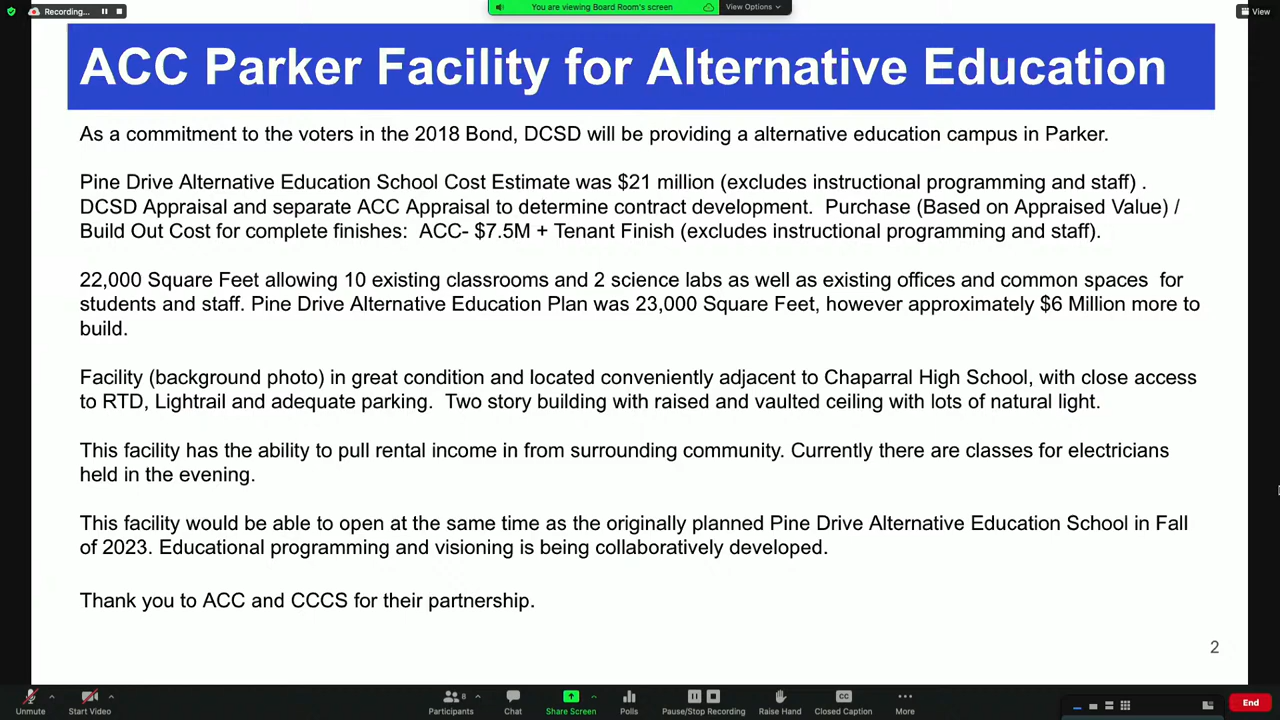 Recording...
You are viewing Board Room's screen
View Options
View
ACC Parker Facility for Alternative Education
As a commitment to the voters in the 2018 Bond, DCSD will be providing a alternative education campus in Parker.
Pine Drive Alternative Education School Cost Estimate was $21 million (excludes instructional programming and staff) .
DCSD Appraisal and separate ACC Appraisal to determine contract development.  Purchase (Based on Appraised Value) /
Build Out Cost for complete finishes:  ACC- $7.5M + Tenant Finish (excludes instructional programming and staff).
22,000 Square Feet allowing 10 existing classrooms and 2 science labs as well as existing offices and common spaces  for
students and staff. Pine Drive Alternative Education Plan was 23,000 Square Feet, however approximately $6 Million more to
build.
Facility (background photo) in great condition and located conveniently adjacent to Chaparral High School, with close access
to RTD, Lightrail and adequate parking.  Two story building with raised and vaulted ceiling with lots of natural light.
This facility has the ability to pull rental income in from surrounding community. Currently there are classes for electricians
held in the evening.
This facility would be able to open at the same time as the originally planned Pine Drive Alternative Education School in Fall
of 2023. Educational programming and visioning is being collaboratively developed.
Thank you to ACC and CCCS for their partnership.
2
8
CC
Unmute
Start Video
Participants
Chat
Share Screen
Polls
Pause/Stop Recording
Raise Hand
Closed Caption
More
End